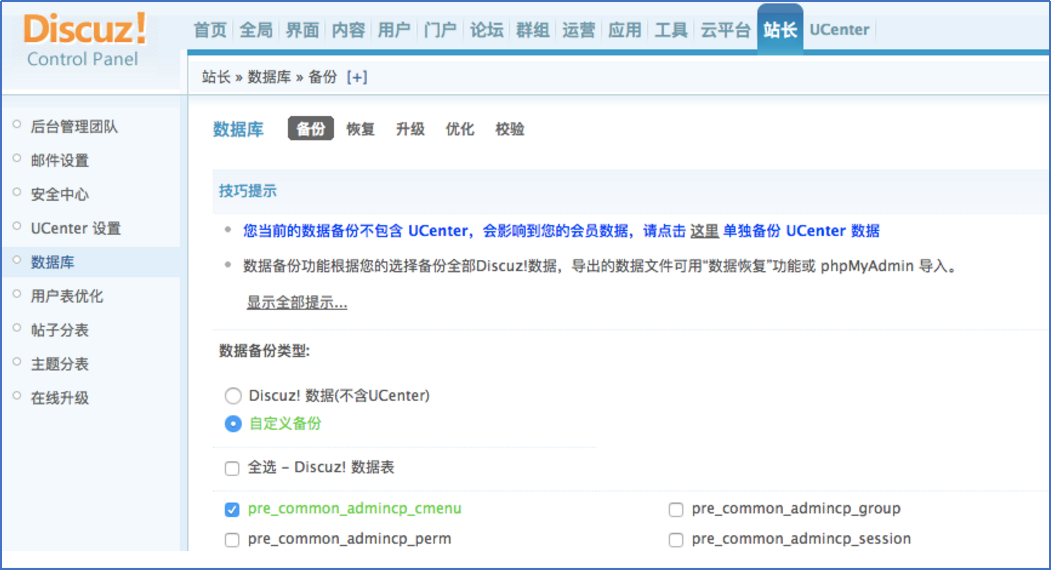 Discuz!
Control Panel
首页 全局 界面 内容 用户 门户 论坛 群组 运营 应用 工具 云平台 站长 UCenter
站长 » 数据库 » 备份 [+]
后台管理团队
邮件设置
安全中心
UCenter 设置
数据库
用户表优化
帖子分表
主题分表
在线升级
数据库 备份 恢复 升级 优化 校验
技巧提示
您当前的数据备份不包含 UCenter，会影响到您的会员数据，请点击 这里 单独备份 UCenter 数据
数据备份功能根据您的选择备份全部Discuz!数据，导出的数据文件可用“数据恢复”功能或 phpMyAdmin 导入。
显示全部提示...
数据备份类型:
Discuz! 数据(不含UCenter)
自定义备份
全选 – Discuz! 数据表
pre_common_admincp_cmenu pre_common_admincp_group
pre_common_admincp_perm pre_common_admincp_session